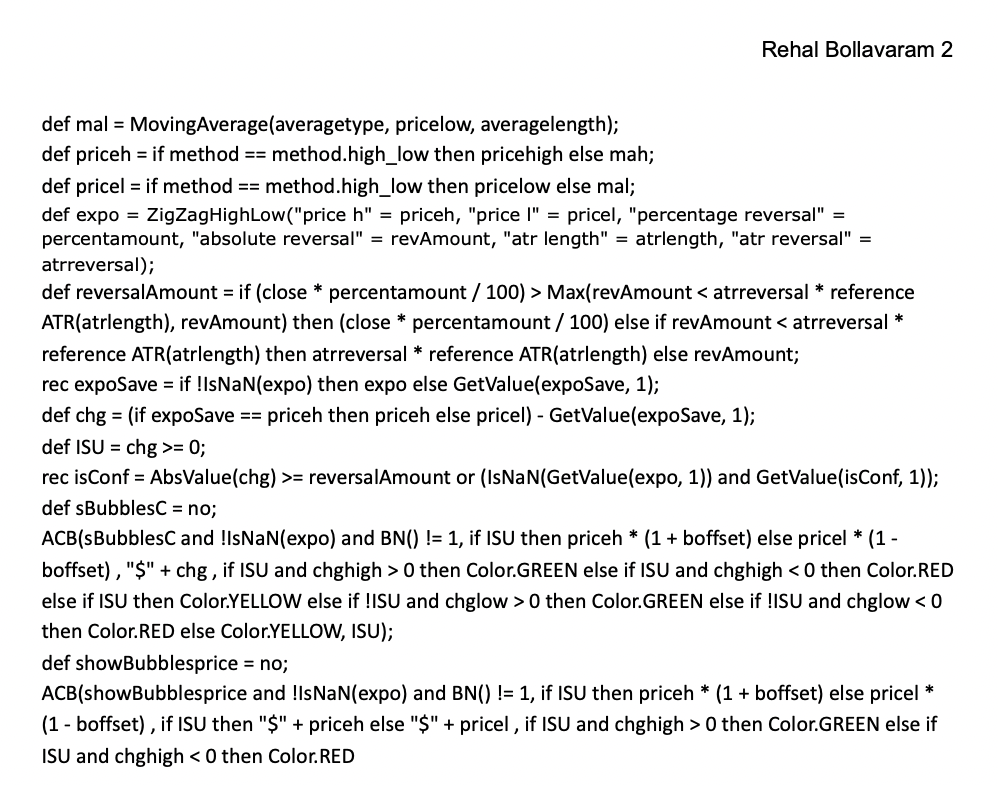 Rehal Bollavaram 2
def mal = MovingAverage(averagetype, pricelow, averagelength);
def priceh = if method == method.high_low then pricehigh else mah;
def pricel = if method == method.high_low then pricelow else mal;
def expo = ZigZagHighLow("price h" = priceh, "price l" = pricel, "percentage reversal" =
percentamount, "absolute reversal" = revAmount, "atr length" = atrlength, "atr reversal" =
atrreversal);
def reversalAmount = if (close * percentamount / 100) > Max(revAmount < atrreversal * reference
ATR(atrlength), revAmount) then (close * percentamount / 100) else if revAmount < atrreversal *
reference ATR(atrlength) then atrreversal * reference ATR(atrlength) else revAmount;
rec expoSave = if !IsNaN(expo) then expo else GetValue(expoSave, 1);
def chg = (if expoSave == priceh then priceh else pricel) - GetValue(expoSave, 1);
def ISU = chg >= 0;
rec isConf = AbsValue(chg) >= reversalAmount or (IsNaN(GetValue(expo, 1)) and GetValue(isConf, 1));
def sBubblesC = no;
ACB(sBubblesC and !IsNaN(expo) and BN() != 1, if ISU then priceh * (1 + boffset) else pricel * (1 -
boffset) , "$" + chg , if ISU and chghigh > 0 then Color.GREEN else if ISU and chghigh < 0 then Color.RED
else if ISU then Color.YELLOW else if !ISU and chglow > 0 then Color.GREEN else if !ISU and chglow < 0
then Color.RED else Color.YELLOW, ISU);
def showBubblesprice = no;
ACB(showBubblesprice and !IsNaN(expo) and BN() != 1, if ISU then priceh * (1 + boffset) else pricel *
(1 - boffset) , if ISU then "$" + priceh else "$" + pricel , if ISU and chghigh > 0 then Color.GREEN else if
ISU and chghigh < 0 then Color.RED